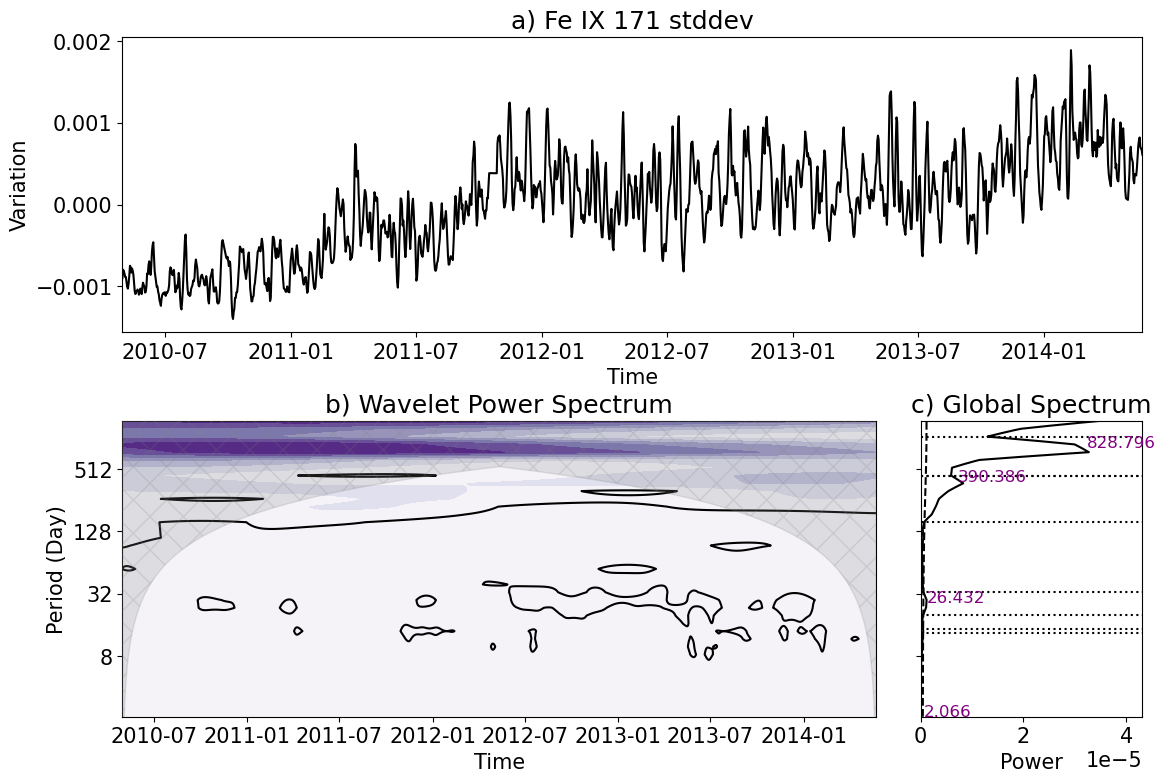 a) Fe IX 171 stddev
0.002
0.001
0.000
−0.001
Variation
2010-07 2011-01 2011-07 2012-01 2012-07 2013-01 2013-07 2014-01
Time
b) Wavelet Power Spectrum
512
128
32
8
Period (Day)
2010-07 2011-01 2011-07 2012-01 2012-07 2013-01 2013-07 2014-01
Time
c) Global Spectrum
828.796
390.386
26.432
2.066
0 2 4
Power 1e−5